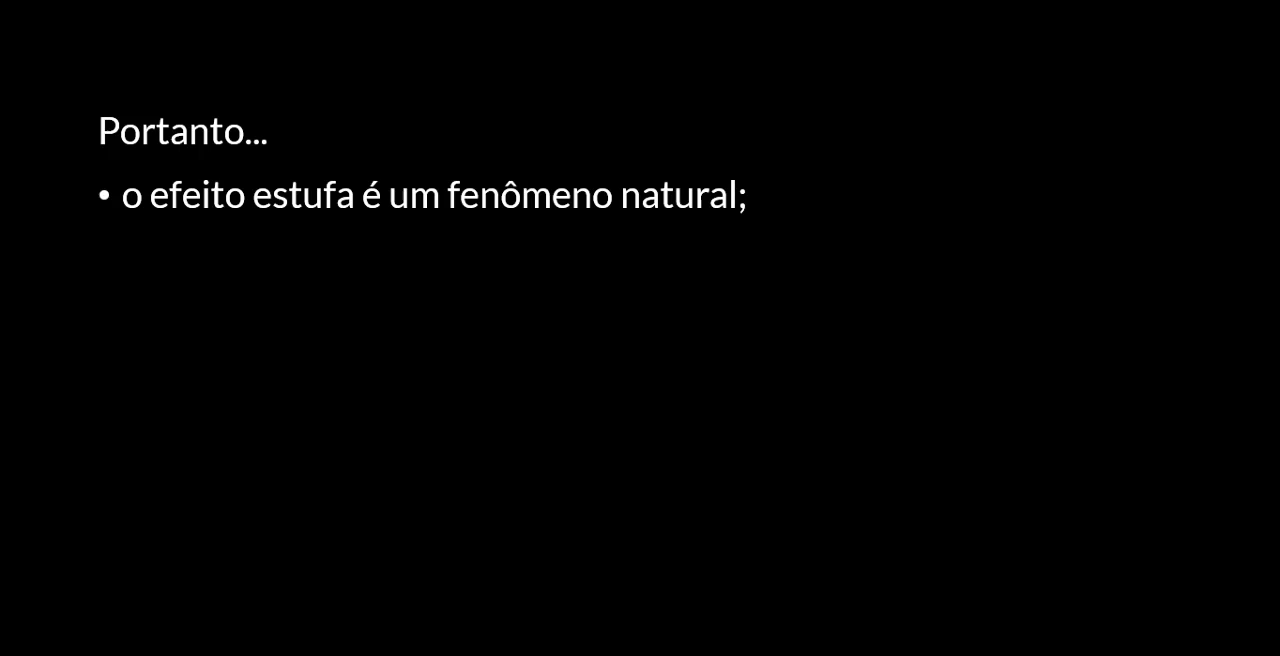 Portanto...
• o efeito estufa é um fenômeno natural;